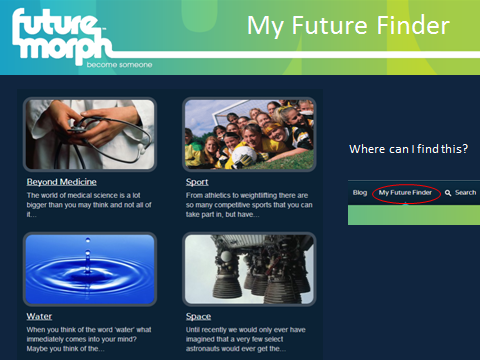 future
morph
™
become someone
My Future Finder
Beyond Medicine
The world of medical science is a lot
bigger than you may think and not all of
it...
Sport
From athletics to weightlifting there are
so many competitive sports that you can
take part in, but have...
Where can I find this?
Blog My Future Finder Search
Water
When you think of the word 'water' what
immediately comes into your mind?
Maybe you think of the...
Space
Until recently we would only ever have
imagined that a very few select
astronauts would ever get the...